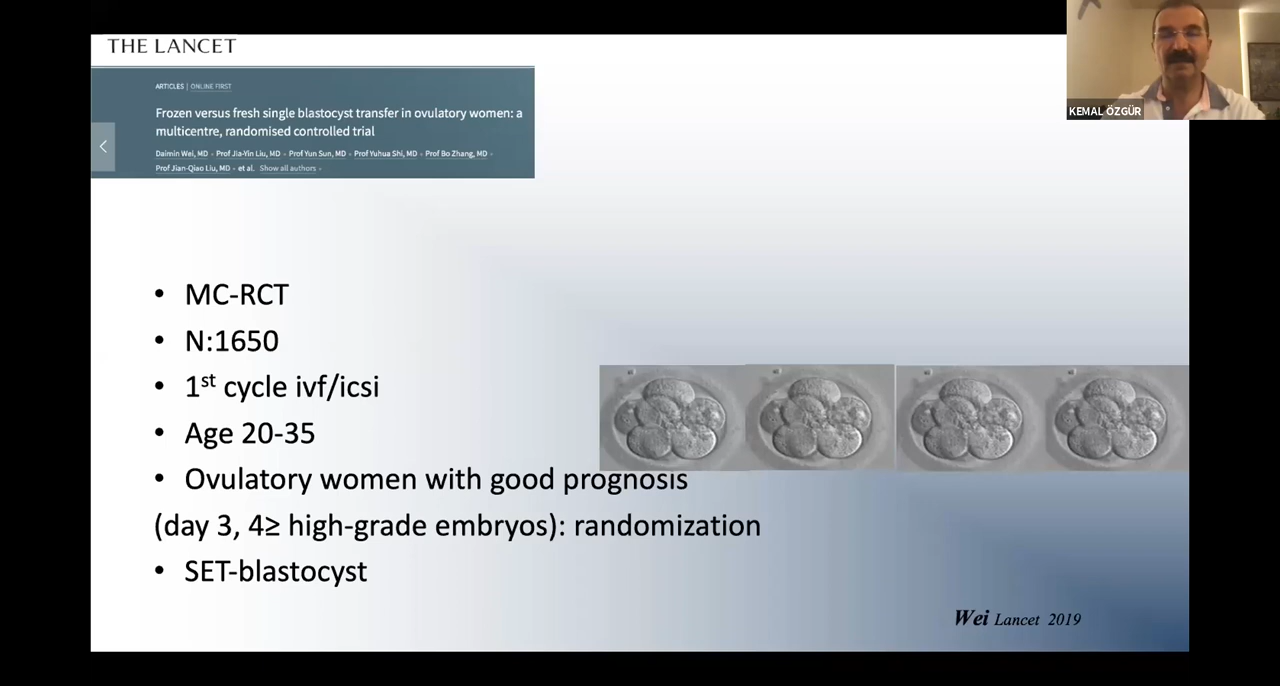 THE LANCET
ARTICLES | ONLINE FIRST
Frozen versus fresh single blastocyst transfer in ovulatory women: a
multicentre, randomised controlled trial
Daimin Wei, MD • Prof Jia-Yin Liu, MD • Prof Yun Sun, MD • Prof Yuhua Shi, MD • Prof Bo Zhang, MD •
Prof Jian-Qiao Liu, MD • et al. Show all authors •
KEMAL ÖZGÜR
• MC-RCT
• N:1650
• 1st cycle ivf/icsi
• Age 20-35
• Ovulatory women with good prognosis
(day 3, 4≥ high-grade embryos): randomization
• SET-blastocyst
Wei Lancet 2019